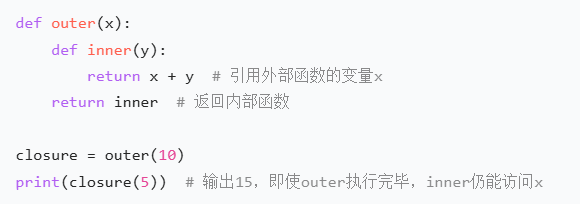 def outer(x):
    def inner(y):
        return x + y  # 引用外部函数的变量x
    return inner  # 返回内部函数

closure = outer(10)
print(closure(5))  # 输出15，即使outer执行完毕，inner仍能访问x